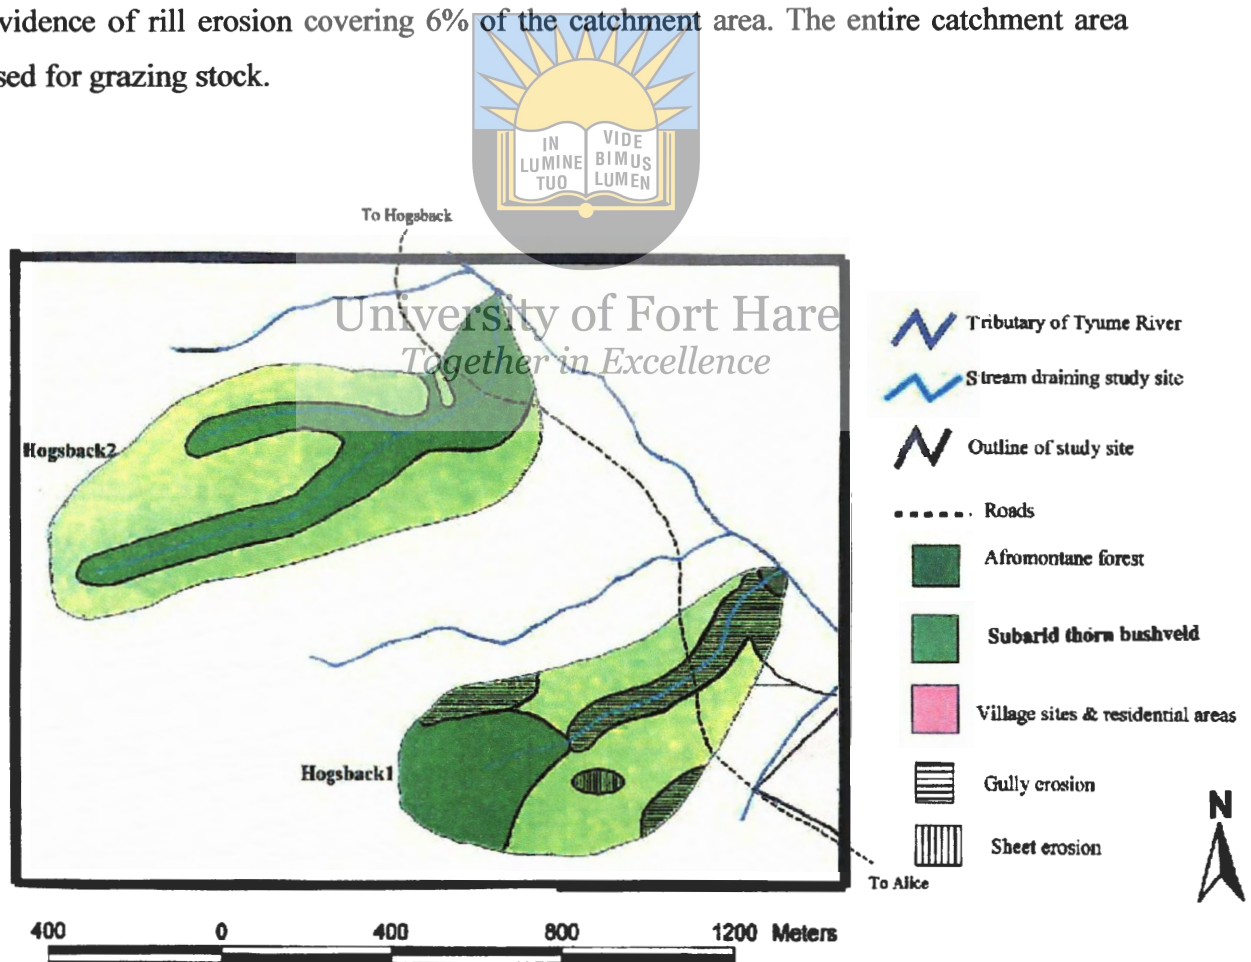 vidence of rill erosion covering 6% of the catchment area. The entire catchment area
sed for grazing stock.
IN
LUMINE
TUO
VIDE
BIMUS
LUMEN
To Hogsback
University of Fort Hare
Together in Excellence
Hogsback2
Hogsback1
To Alice
Tributary of Tyume River
Stream draining study site
Outline of study site
Roads
Afromontane forest
Subarid thorn bushveld
Village sites & residential areas
Gully erosion
Sheet erosion
N
400 0 400 800 1200 Meters